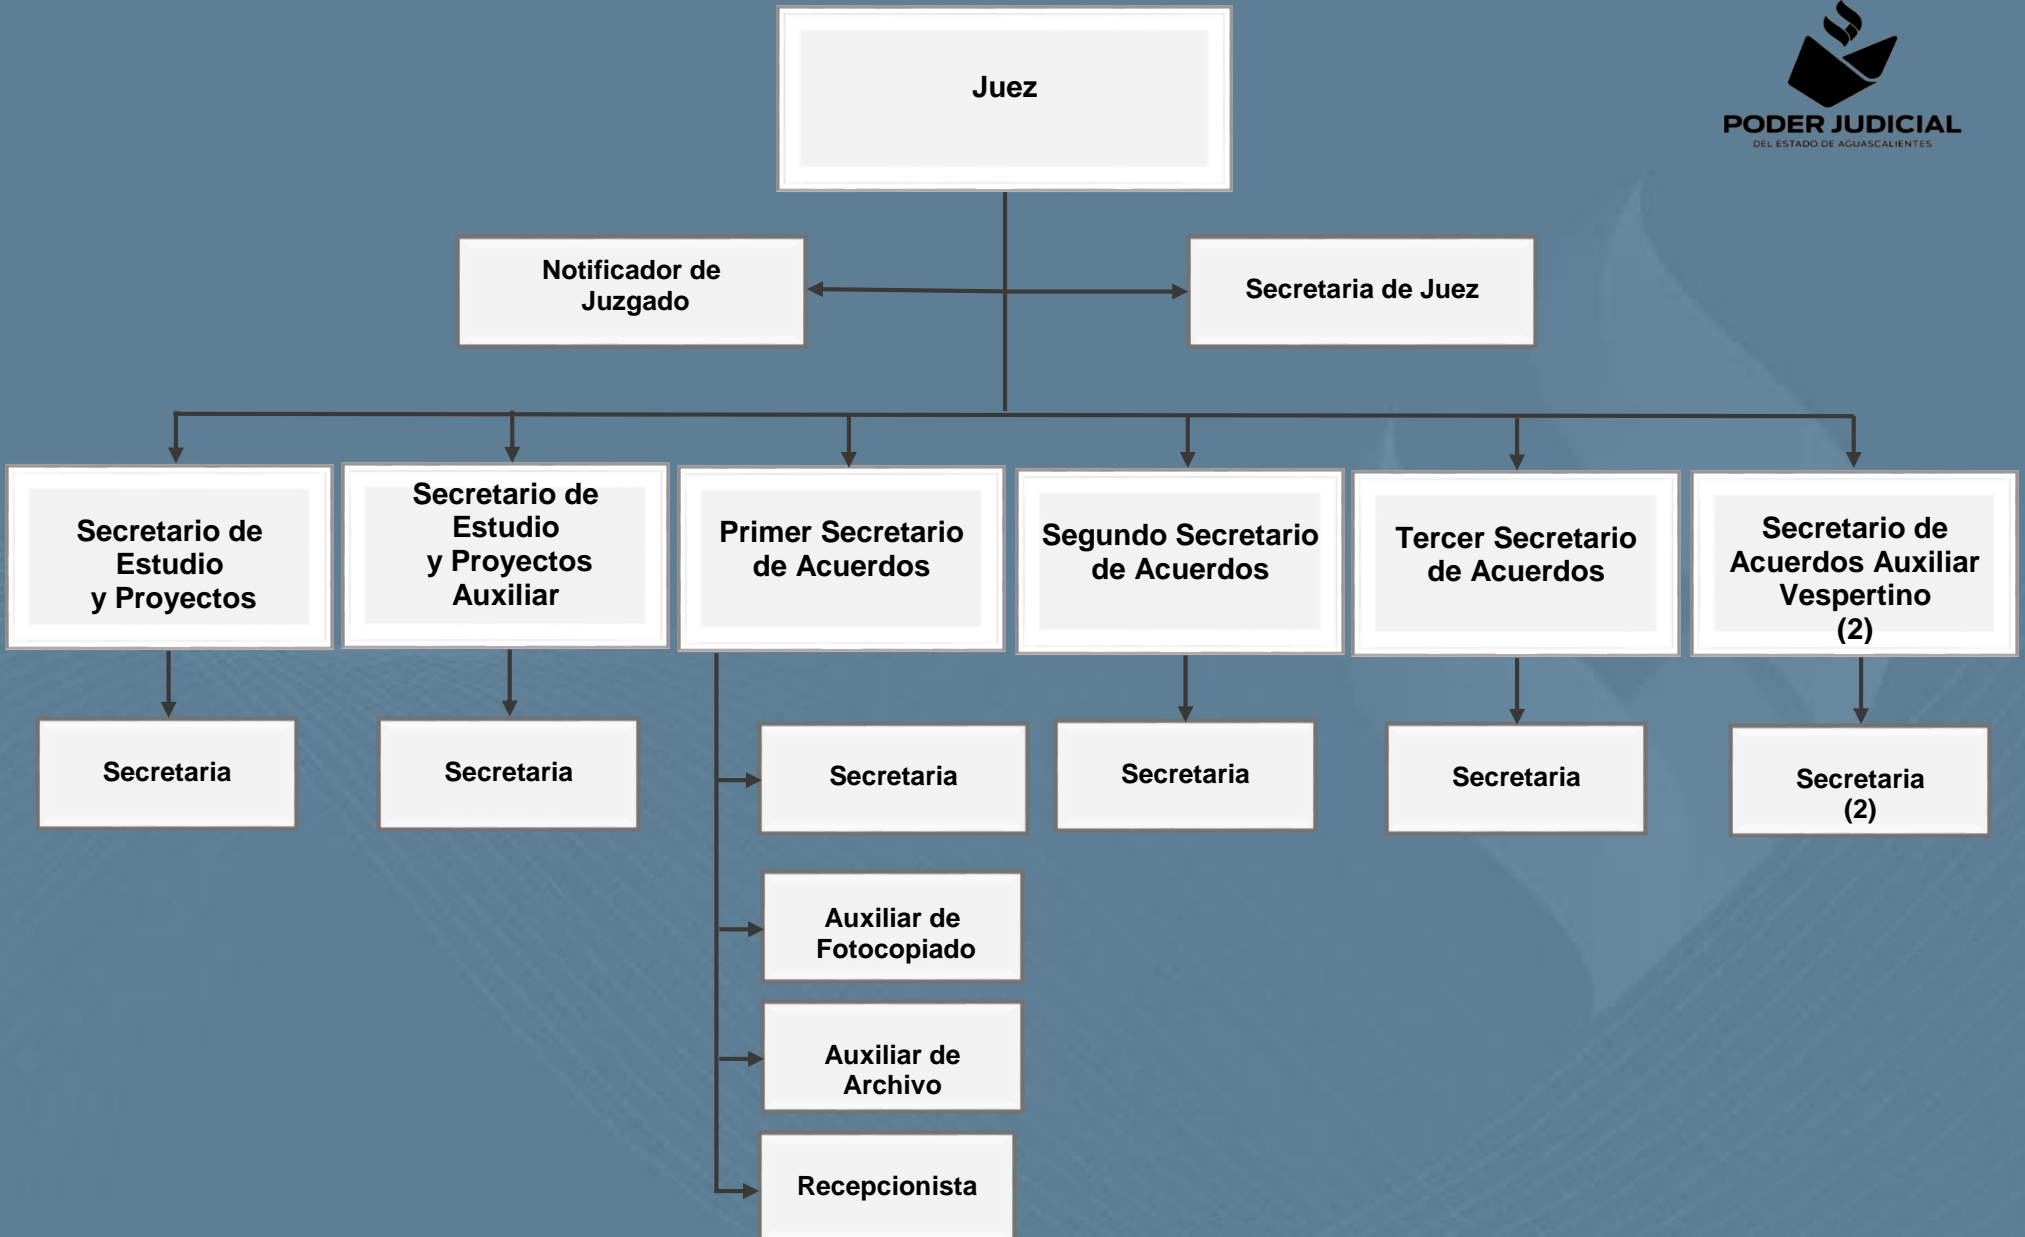 Juez
PODER JUDICIAL
DEL ESTADO DE AGUASCALIENTES
Notificador de
Juzgado
Secretaria de Juez
Secretario de
Estudio
y Proyectos
Secretario de
Estudio
y Proyectos
Auxiliar
Primer Secretario
de Acuerdos
Segundo Secretario
de Acuerdos
Tercer Secretario
de Acuerdos
Secretario de
Acuerdos Auxiliar
Vespertino
(2)
Secretaria
Secretaria
Secretaria
Secretaria
Secretaria
Secretaria
(2)
Auxiliar de
Fotocopiado
Auxiliar de
Archivo
Recepcionista